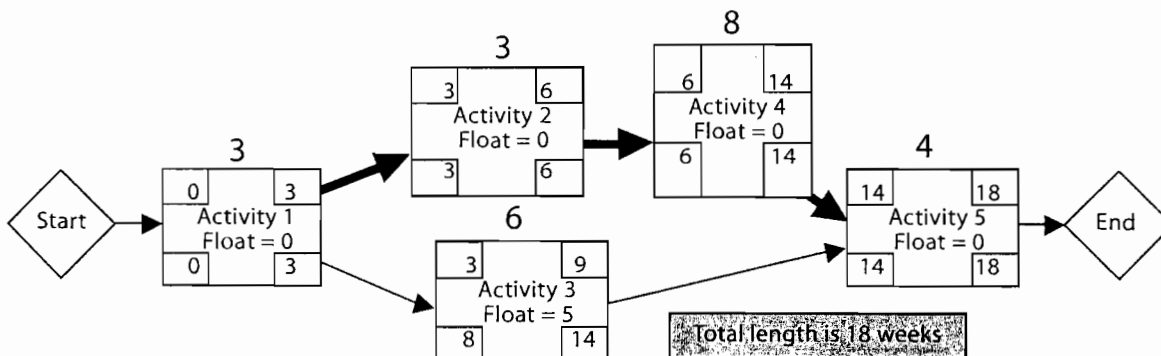 Start
3
0 3
Activity 1
Float = 0
0 3
3
3 6
Activity 2
Float = 0
3 6
8
6 14
Activity 4
Float = 0
6 14
6
3 9
Activity 3
Float = 5
8 14
4
14 18
Activity 5
Float = 0
14 18
End
Total length is 18 weeks